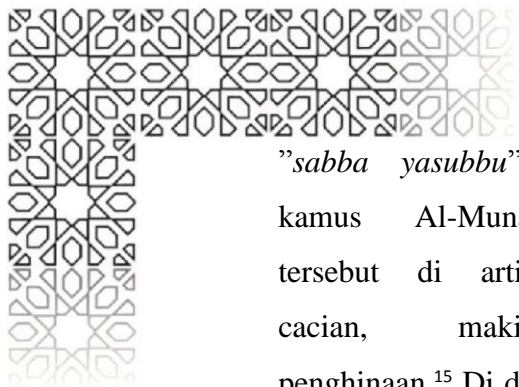 ”sabba yasubbu”
kamus Al-Mun
tersebut di arti
cacian, maki
penghinaan.¹⁵ Di d